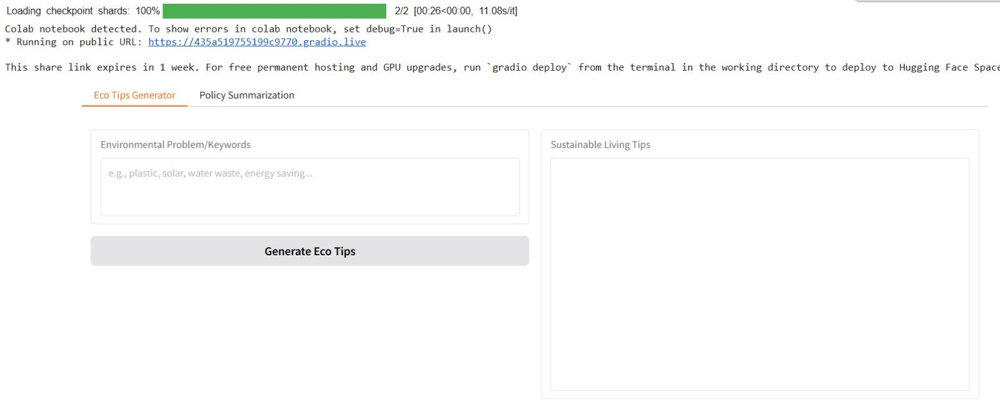 Loading checkpoint shards: 100% 2/2 [00:26<00:00, 11.08s/it]
Colab notebook detected. To show errors in colab notebook, set debug=True in launch()
* Running on public URL: https://435a519755199c9770.gradio.live
This share link expires in 1 week. For free permanent hosting and GPU upgrades, run `gradio deploy` from the terminal in the working directory to deploy to Hugging Face Space
Eco Tips Generator Policy Summarization
Environmental Problem/Keywords
e.g., plastic, solar, water waste, energy saving...
Generate Eco Tips
Sustainable Living Tips